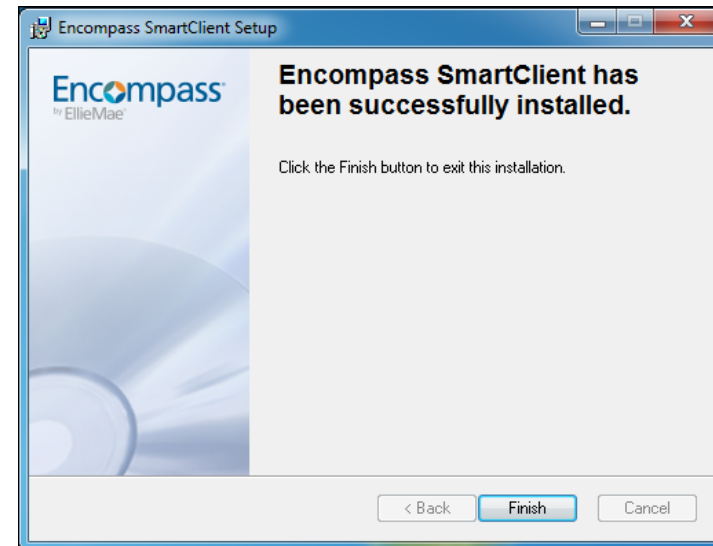 Encompass SmartClient Setup
Encompass
by EllieMae
Encompass SmartClient has
been successfully installed.
Click the Finish button to exit this installation.
< Back
Finish
Cancel